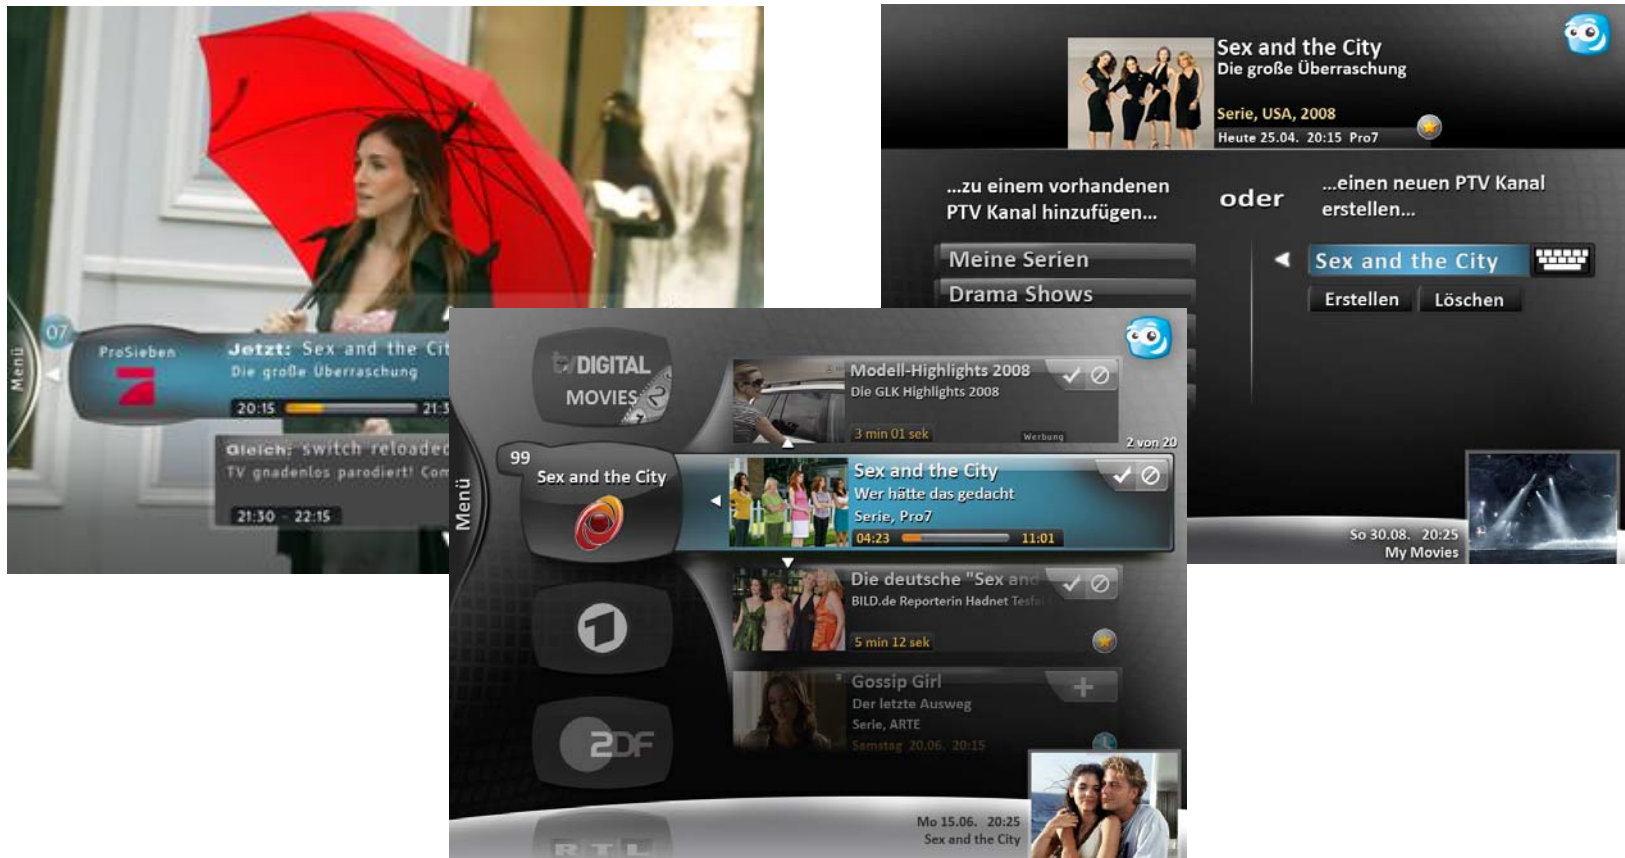 07
Menü
ProSieben
Jetzt: Sex and the Cit
Die große Überraschung
20:15
21:3
Gleich: switch reloaded
TV gnadenlos parodiert! Com
21:30 - 22:15
Sex and the City
Die große Überraschung
Serie, USA, 2008
Heute 25.04. 20:15 Pro7
...zu einem vorhandenen
PTV Kanal hinzufügen...
oder
...einen neuen PTV Kanal
erstellen...
Meine Serien
Drama Shows
Sex and the City
Erstellen
Löschen
So 30.08. 20:25
My Movies
tv DIGITAL
MOVIES
Menü
99
Sex and the City
1
2DF
RTL
Modell-Highlights 2008
Die GLK Highlights 2008
3 min 01 sek
Werbung
2 von 20
Sex and the City
Wer hätte das gedacht
Serie, Pro7
04:23
11:01
Die deutsche "Sex and
BILD.de Reporterin Hadnet Tesfai
5 min 12 sek
Gossip Girl
Der letzte Ausweg
Serie, ARTE
Samstag 20.06. 20:15
Mo 15.06. 20:25
Sex and the City